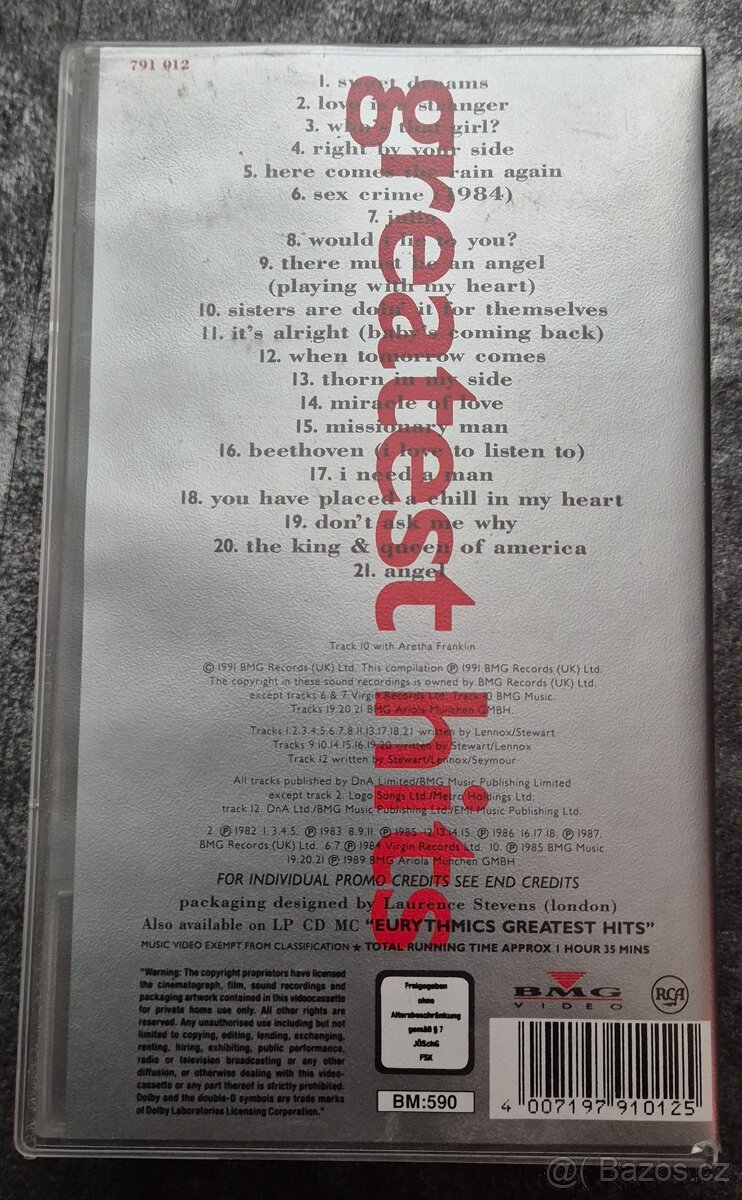 791 012
1. sweet dreams
2. love is a stranger
3. who's that girl?
4. right by your side
5. here comes the rain again
6. sex crime (1984)
7. julia
8. would i lie to you?
9. there must be an angel
(playing with my heart)
10. sisters are doin' it for themselves
11. it's alright (baby's coming back)
12. when tomorrow comes
13. thorn in my side
14. miracle of love
15. missionary man
16. beethoven (i love to listen to)
17. i need a man
18. you have placed a chill in my heart
19. don't ask me why
20. the king & queen of america
21. angel
greatest hits
Track 10 with Aretha Franklin
© 1991 BMG Records (UK) Ltd. This compilation ℗ 1991 BMG Records (UK) Ltd.
The copyright in these sound recordings is owned by BMG Records (UK) Ltd.
except tracks 6 & 7 Virgin Records Ltd. Track 10 BMG Music.
Tracks 19.20.21 BMG Ariola Munchen GMBH.
Tracks 1.2.3.4.5.6.7.8.11.13.17.18.21 written by Lennox/Stewart
Tracks 9.10.14.15.16.19.20 written by Stewart/Lennox
Track 12 written by Stewart/Lennox/Seymour
All tracks published by DnA Limited/BMG Music Publishing Limited
except track 2. Logo Songs Ltd./Metro Holdings Ltd.
track 12. DnA Ltd./BMG Music Publishing Ltd./EMI Music Publishing Ltd.
2. ℗ 1982 1.3.4.5. ℗ 1983 8.9.11. ℗ 1985 12.13.14.15. ℗ 1986 16.17.18. ℗ 1987.
BMG Records (UK) Ltd. 6.7 ℗ 1984 Virgin Records Ltd. 10. ℗ 1985 BMG Music
19.20.21 ℗ 1989 BMG Ariola Munchen GMBH
FOR INDIVIDUAL PROMO CREDITS SEE END CREDITS
packaging designed by Laurence Stevens (london)
Also available on LP CD MC "EURYTHMICS GREATEST HITS"
MUSIC VIDEO EXEMPT FROM CLASSIFICATION ★ TOTAL RUNNING TIME APPROX 1 HOUR 35 MINS
"Warning: The copyright proprietors have licensed
the cinematograph, film, sound recordings and
packaging artwork contained in this videocassette
for private home use only. All other rights are
reserved. Any unauthorised use including but not
limited to copying, editing, lending, exchanging,
renting, hiring, exhibiting, public performance,
radio or television broadcasting or any other
diffusion, or otherwise dealing with this video-
cassette or any part thereof is strictly prohibited.
Dolby and the double-D symbols are trade marks
of Dolby Laboratories Licensing Corporation."
Freigegeben
ohne
Altersbeschränkung
gemäß § 7
JÖSchG
FSK
BM:590
BMG
VIDEO
RCA
4 007197 910125
@( Bazos.cz